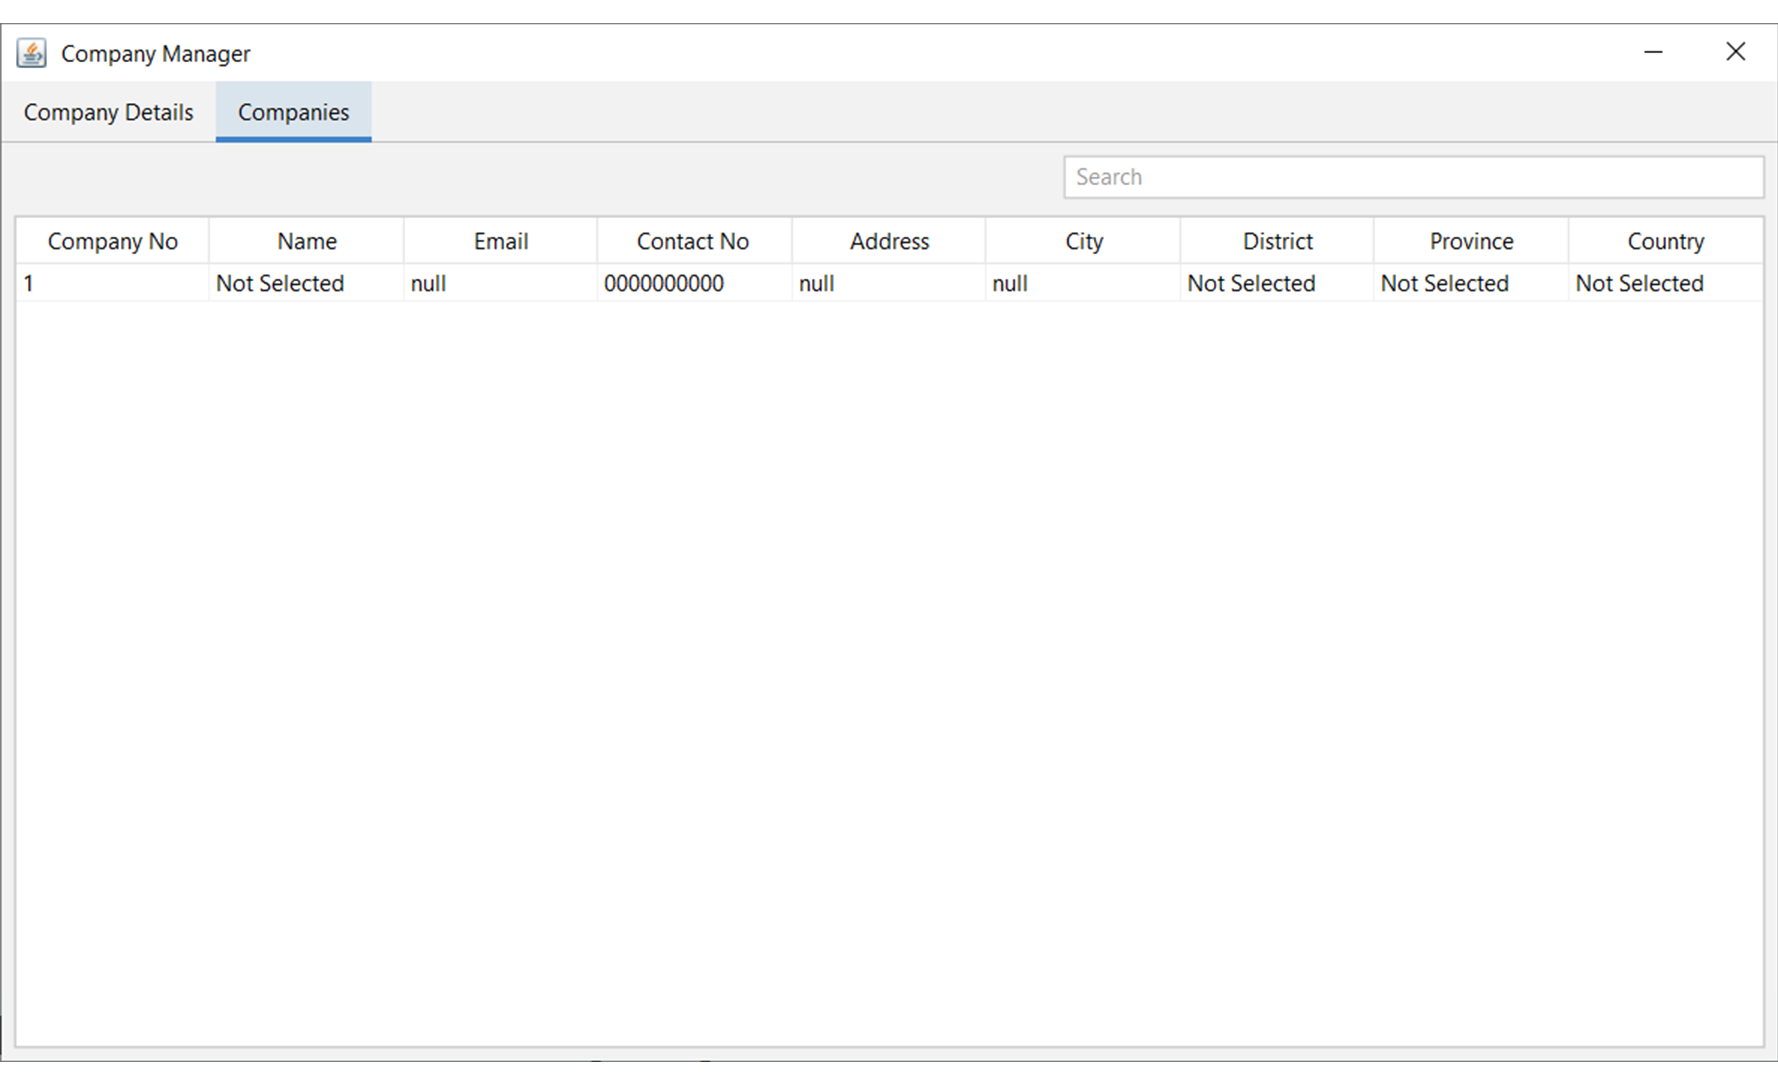 Company Manager
Company Details Companies
Search
Company No Name Email Contact No Address City District Province Country
1 Not Selected null 0000000000 null null Not Selected Not Selected Not Selected